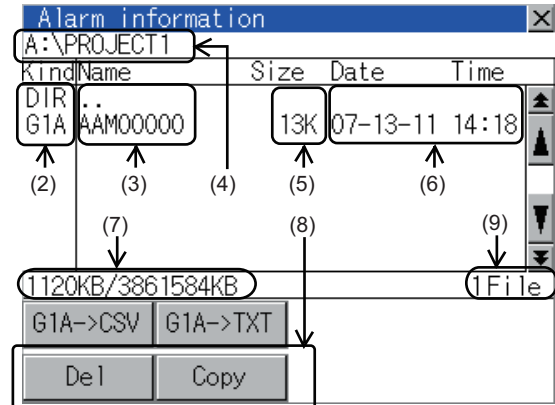 Alarm information
A:\PROJECT1
Kind Name Size Date Time
DIR ..
G1A AAM00000 13K 07-13-11 14:18
(2) (3) (4) (5) (6)
(7) (8) (9)
1120KB/3861584KB 1File
G1A->CSV G1A->TXT
Del Copy